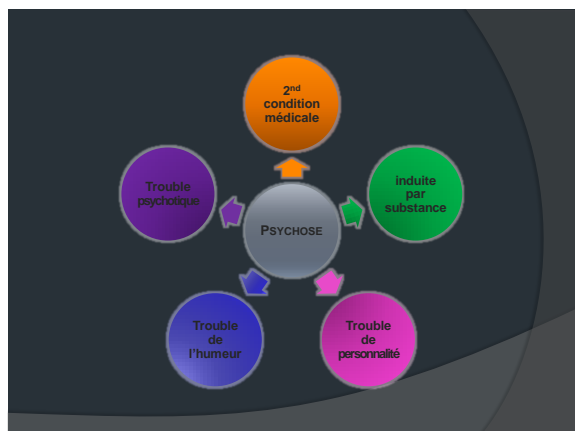 2nd
condition
médicale
Trouble
psychotique
induite
par
substance
PSYCHOSE
Trouble
de
l'humeur
Trouble
de
personnalité